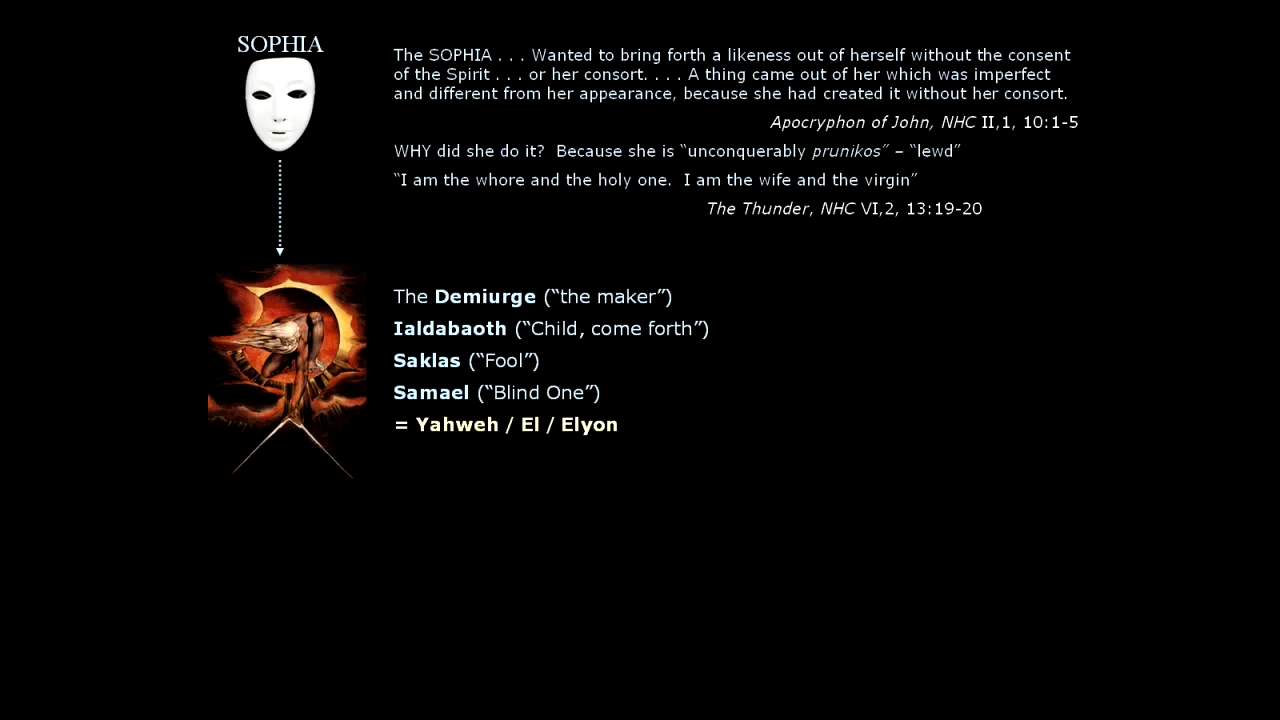 SOPHIA
The SOPHIA . . . Wanted to bring forth a likeness out of herself without the consent
of the Spirit . . . or her consort. . . . A thing came out of her which was imperfect
and different from her appearance, because she had created it without her consort.
Apocryphon of John, NHC II,1, 10:1-5
WHY did she do it?  Because she is “unconquerably prunikos” – “lewd”
“I am the whore and the holy one.  I am the wife and the virgin”
The Thunder, NHC VI,2, 13:19-20
The Demiurge (“the maker”)
Ialdabaoth (“Child, come forth”)
Saklas (“Fool”)
Samael (“Blind One”)
= Yahweh / El / Elyon